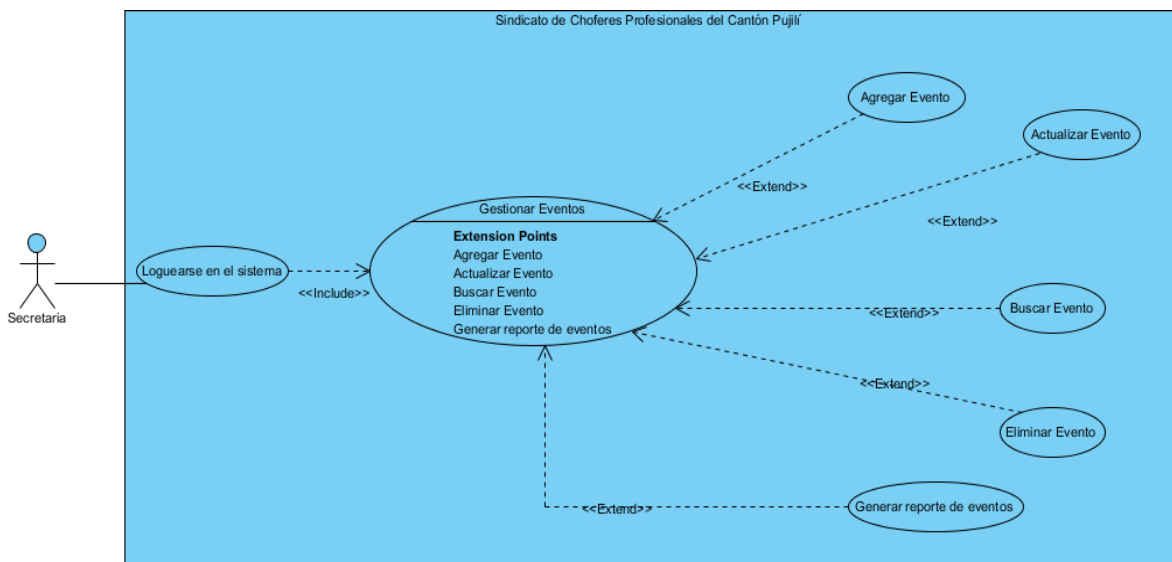 Sindicato de Choferes Profesionales del Cantón Pujilí
Agregar Evento
Actualizar Evento
<<Extend>>
<<Extend>>
Gestionar Eventos
Extension Points
Agregar Evento
Actualizar Evento
Buscar Evento
Eliminar Evento
Generar reporte de eventos
Loguearse en el sistema
<<Include>>
Secretaria
<<Extend>>
Buscar Evento
<<Extend>>
Eliminar Evento
<<Extend>>
Generar reporte de eventos